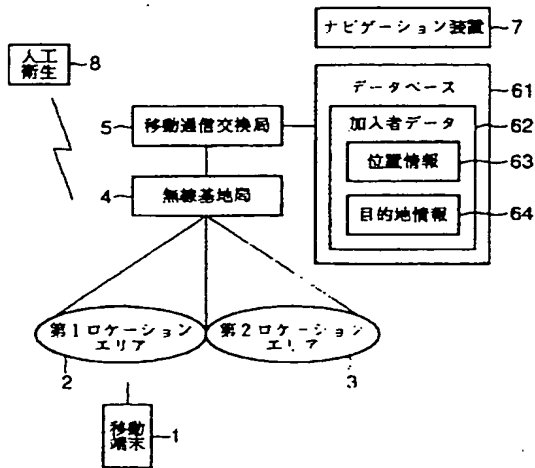 ナビゲーション装置
7
人工
衛生
8
データベース
61
加入者データ
62
5
移動通信交換局
位置情報
63
4
無線基地局
目的地情報
64
第1ロケーション
エリア
第2ロケーション
エリア
2
3
移動
端末
1